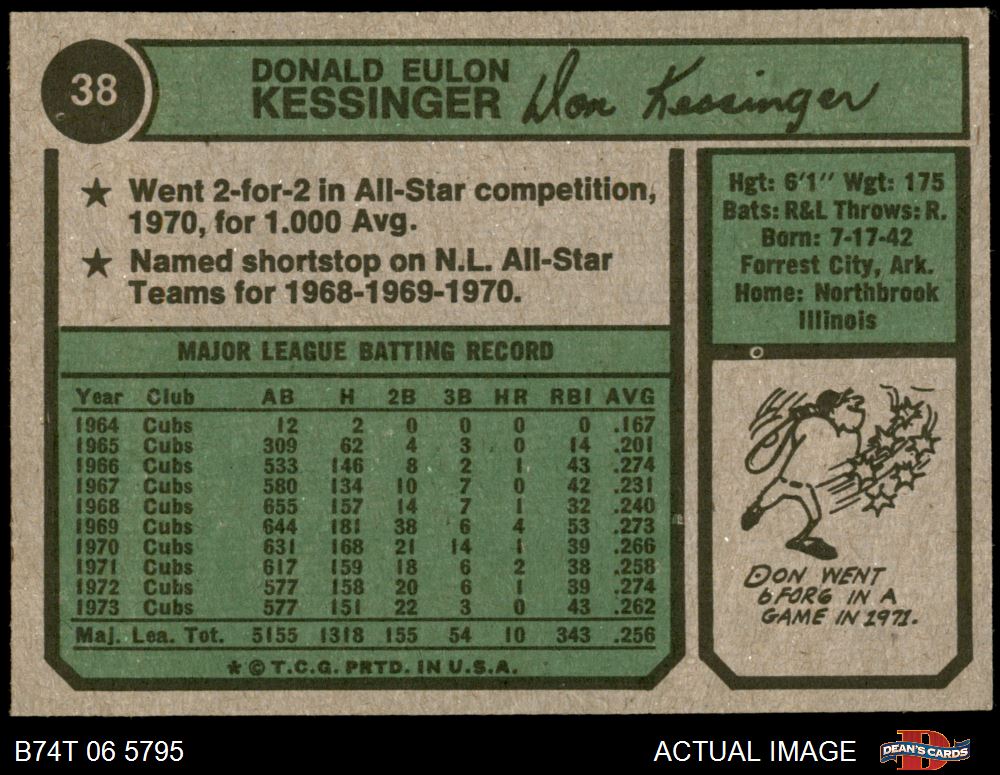 38
DONALD EULON
KESSINGER
Don Kessinger
★ Went 2-for-2 in All-Star competition,
1970, for 1.000 Avg.
★ Named shortstop on N.L. All-Star
Teams for 1968-1969-1970.
Hgt: 6'1" Wgt: 175
Bats: R&L Throws: R.
Born: 7-17-42
Forrest City, Ark.
Home: Northbrook
Illinois
MAJOR LEAGUE BATTING RECORD
Year Club AB H 2B 3B HR RBI AVG
1964 Cubs 12 2 0 0 0 0 .167
1965 Cubs 309 62 4 3 0 14 .201
1966 Cubs 533 146 8 2 1 43 .274
1967 Cubs 580 134 10 7 0 42 .231
1968 Cubs 655 157 14 7 1 32 .240
1969 Cubs 644 181 38 6 4 53 .273
1970 Cubs 631 168 21 14 1 39 .266
1971 Cubs 617 159 18 6 2 38 .258
1972 Cubs 577 158 20 6 1 39 .274
1973 Cubs 577 151 22 3 0 43 .262
Maj. Lea. Tot. 5155 1318 155 54 10 343 .256
* © T.C.G. PRTD. IN U.S.A.
DON WENT
6 FOR 6 IN A
GAME IN 1971.
B74T 06 5795
ACTUAL IMAGE
DEAN'S CARDS